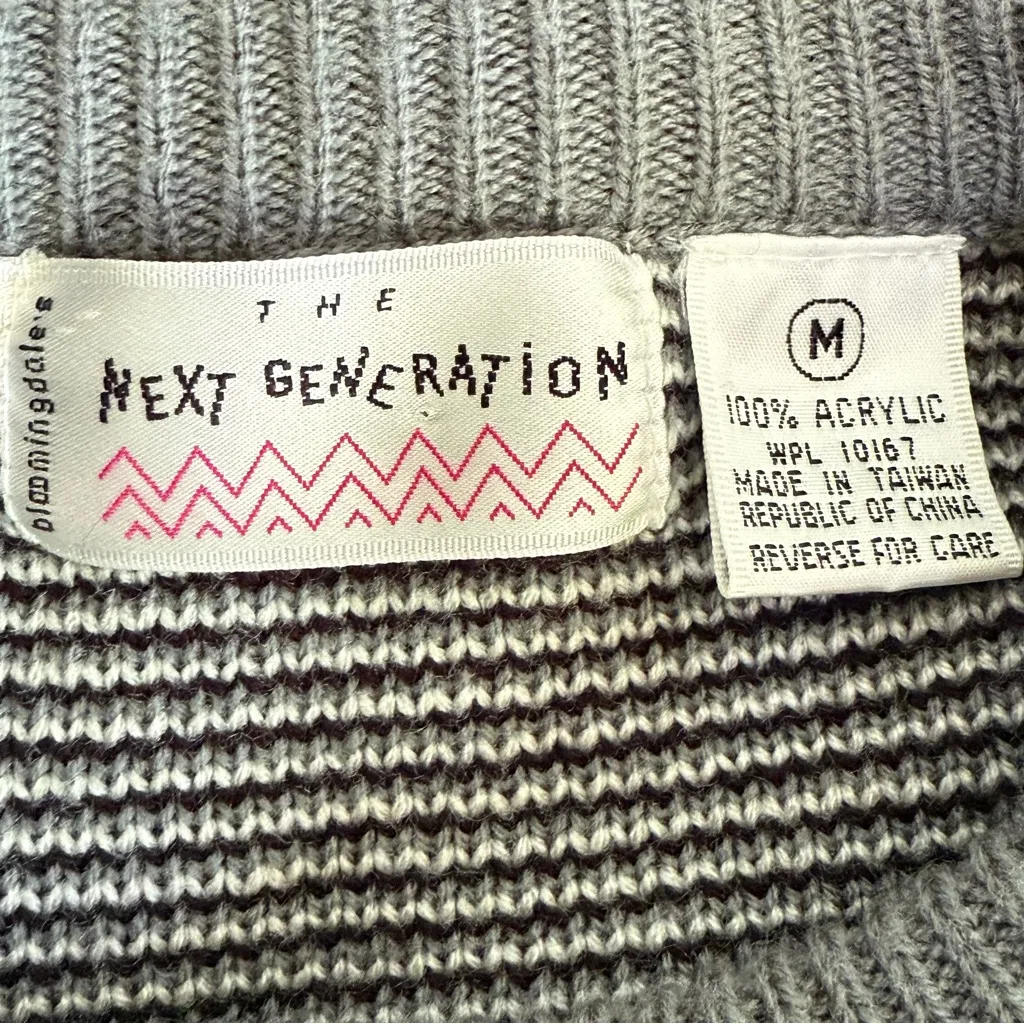 bloomingdale's
THE
NEXT GENERATION
M
100% ACRYLIC
WPL 10167
MADE IN TAIWAN
REPUBLIC OF CHINA
REVERSE FOR CARE